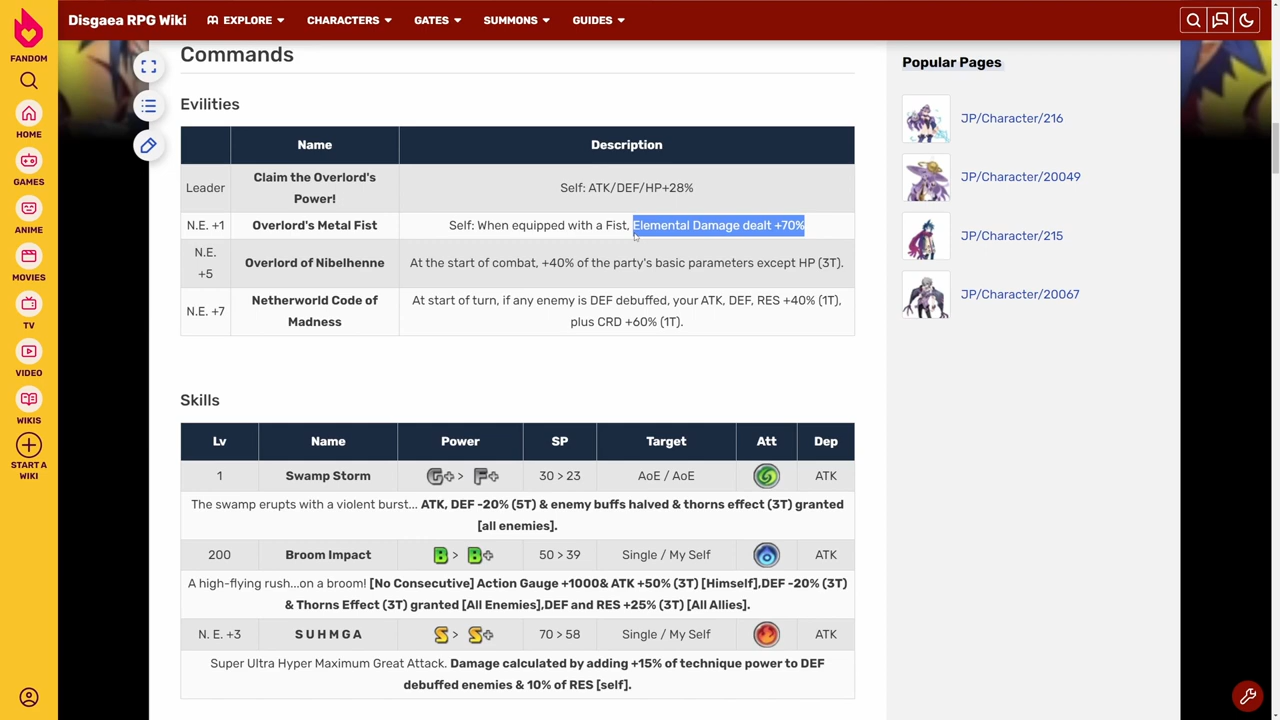 Disgaea RPG Wiki
EXPLORE
CHARACTERS
GATES
SUMMONS
GUIDES
FANDOM
HOME
GAMES
ANIME
MOVIES
TV
VIDEO
WIKIS
START A
WIKI
Commands
Evilities
Name Description
Leader Claim the Overlord's Self: ATK/DEF/HP+28%
Power!
N.E. +1 Overlord's Metal Fist Self: When equipped with a Fist, Elemental Damage dealt +70%
N.E. Overlord of Nibelhenne At the start of combat, +40% of the party's basic parameters except HP (3T).
+5
N.E. +7 Netherworld Code of At start of turn, if any enemy is DEF debuffed, your ATK, DEF, RES +40% (1T),
Madness plus CRD +60% (1T).
Skills
Lv Name Power SP Target Att Dep
1 Swamp Storm G+ > F+ 30 > 23 AoE / AoE ATK
The swamp erupts with a violent burst... ATK, DEF -20% (5T) & enemy buffs halved & thorns effect (3T) granted
[all enemies].
200 Broom Impact B > B+ 50 > 39 Single / My Self ATK
A high-flying rush...on a broom! [No Consecutive] Action Gauge +1000& ATK +50% (3T) [Himself],DEF -20% (3T)
& Thorns Effect (3T) granted [All Enemies],DEF and RES +25% (3T) [All Allies].
N. E. +3 S U H M G A S > S+ 70 > 58 Single / My Self ATK
Super Ultra Hyper Maximum Great Attack. Damage calculated by adding +15% of technique power to DEF
debuffed enemies & 10% of RES [self].
Popular Pages
JP/Character/216
JP/Character/20049
JP/Character/215
JP/Character/20067